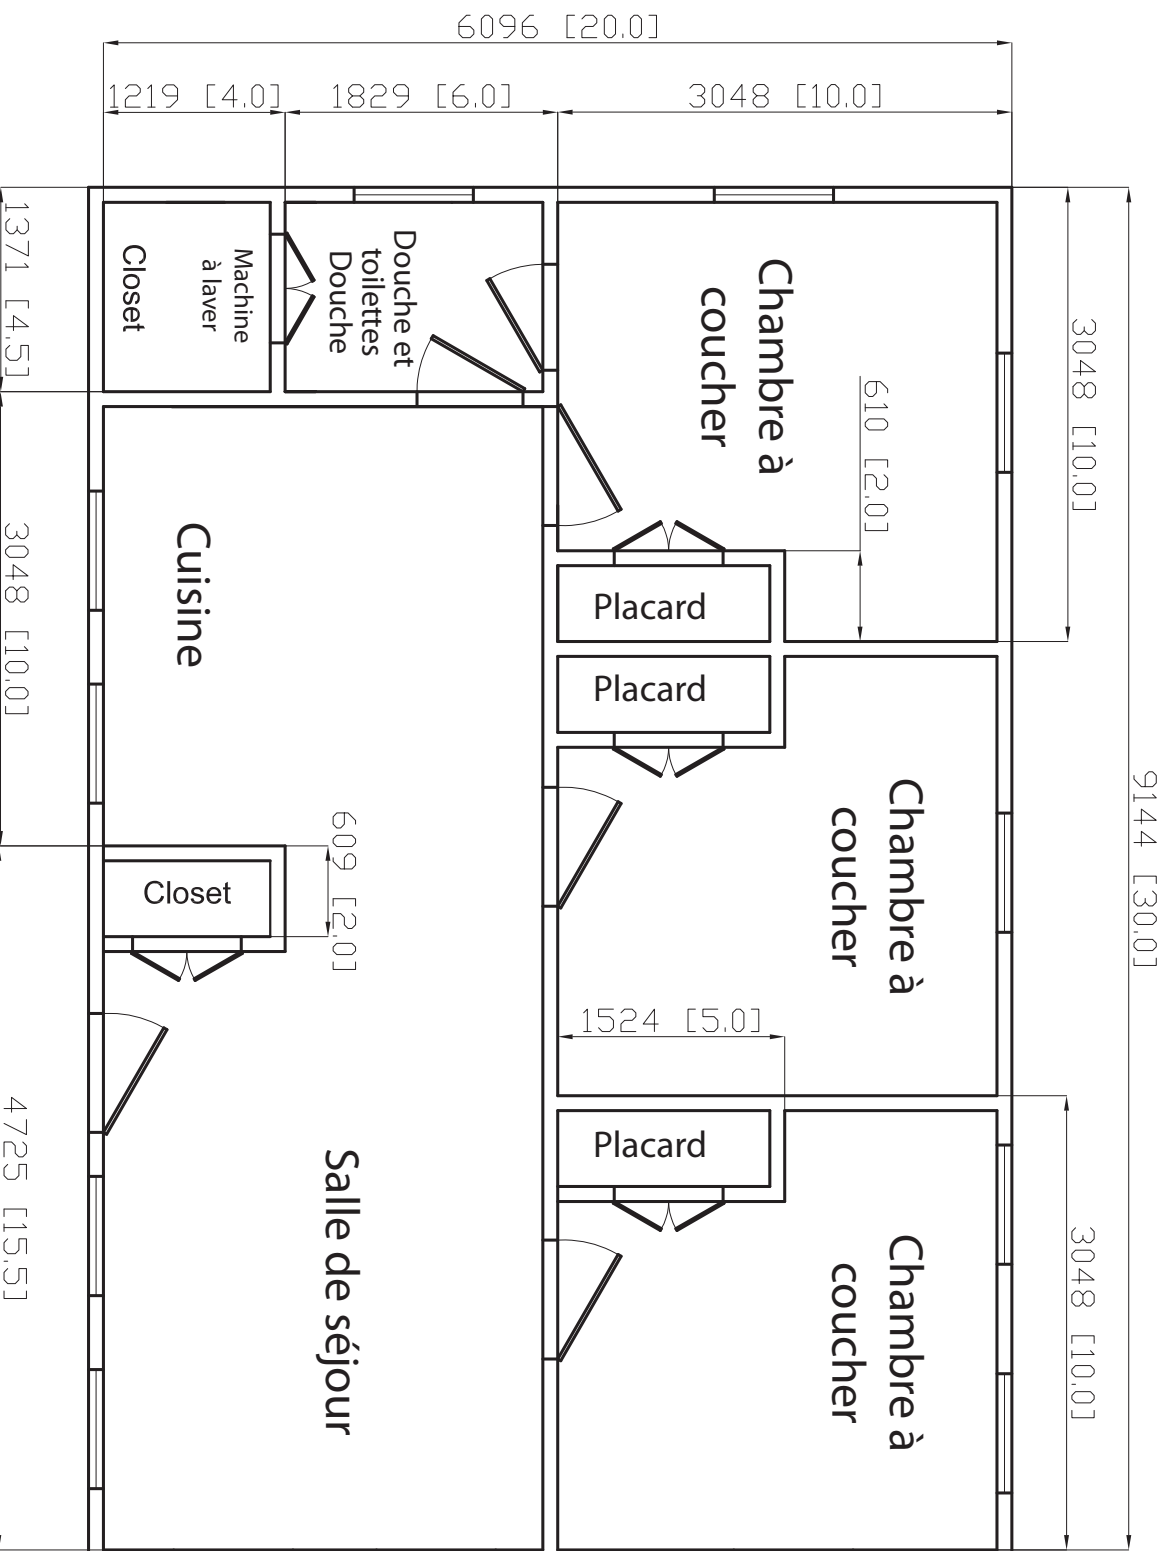 6096 [20.0]
1219 [4.0]
1829 [6.0]
3048 [10.0]
1371 [4.5]
3048 [10.0]
4725 [15.5]
3048 [10.0]
9144 [30.0]
3048 [10.0]
610 [2.0]
609 [2.0]
1524 [5.0]
Closet
Machine
à laver
Douche et
toilettes
Douche
Chambre à
coucher
Placard
Placard
Chambre à
coucher
Cuisine
Closet
Placard
Chambre à
coucher
Salle de séjour